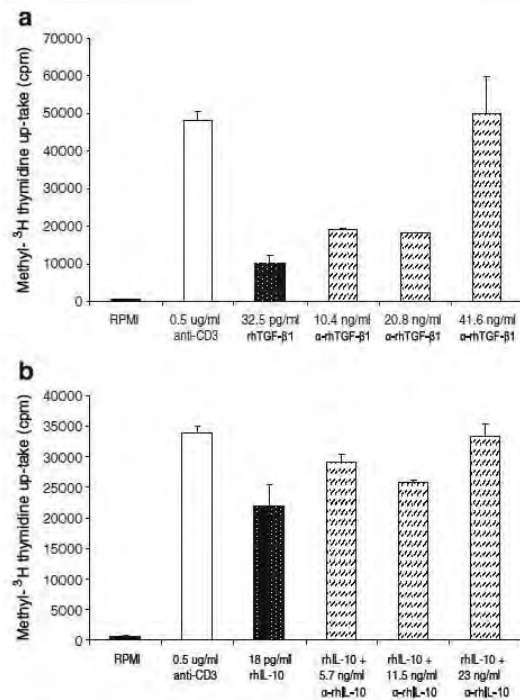 a
Methyl-³H thymidine up-take (cpm)
70000
60000
50000
40000
30000
20000
10000
0
RPMI
0.5 ug/ml
anti-CD3
32.5 pg/ml
rhTGF-β1
10.4 ng/ml
α-rhTGF-β1
20.8 ng/ml
α-rhTGF-β1
41.6 ng/ml
α-rhTGF-β1
b
Methyl-³H thymidine up-take (cpm)
40000
35000
30000
25000
20000
15000
10000
5000
0
RPMI
0.5 ug/ml
anti-CD3
18 pg/ml
rhIL-10
rhIL-10 +
5.7 ng/ml
α-rhIL-10
rhIL-10 +
11.5 ng/ml
α-rhIL-10
rhIL-10 +
23 ng/ml
α-rhIL-10